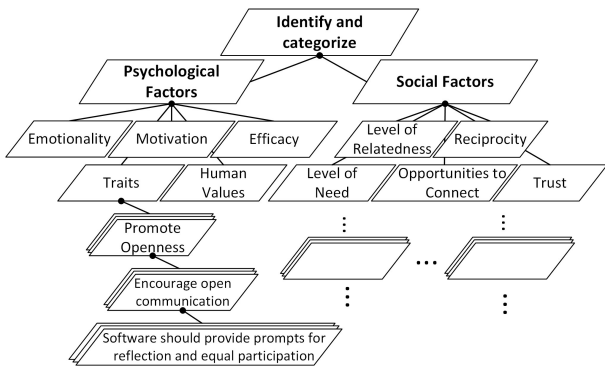 Identify and
categorize
Psychological
Factors
Social Factors
Emotionality
Motivation
Efficacy
Level of
Relatedness
Reciprocity
Traits
Human
Values
Level of
Need
Opportunities to
Connect
Trust
Promote
Openness
Encourage open
communication
Software should provide prompts for
reflection and equal participation